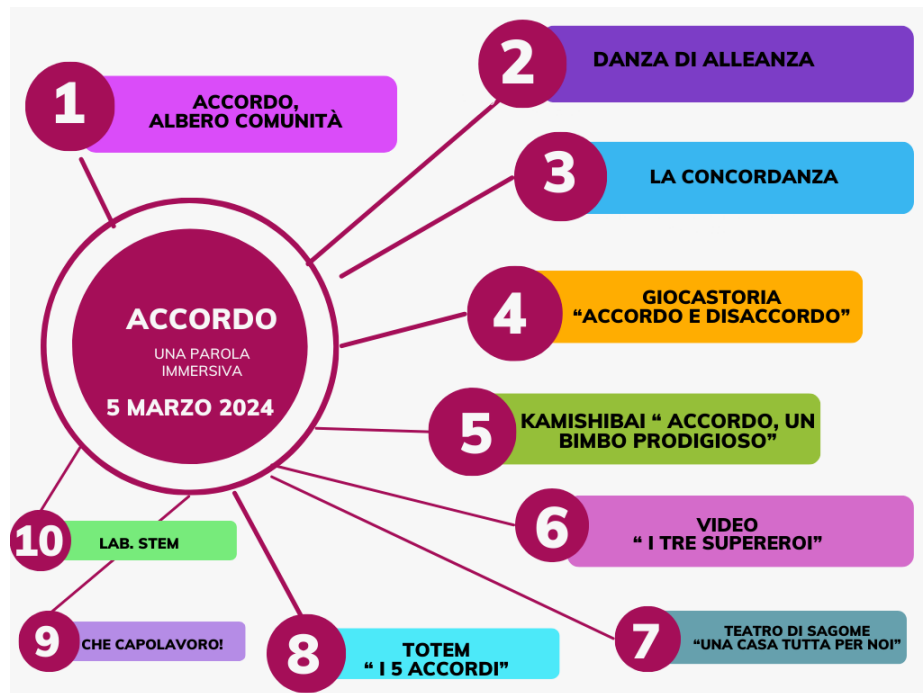 1
ACCORDO,
ALBERO COMUNITÀ
2
DANZA DI ALLEANZA
3
LA CONCORDANZA
4
GIOCASTORIA
“ACCORDO E DISACCORDO”
ACCORDO
UNA PAROLA
IMMERSIVA
5 MARZO 2024
5
KAMISHIBAI “ ACCORDO, UN
BIMBO PRODIGIOSO”
6
VIDEO
“ I TRE SUPEREROI”
7
TEATRO DI SAGOME
“UNA CASA TUTTA PER NOI”
8
TOTEM
“ I 5 ACCORDI”
9
CHE CAPOLAVORO!
10
LAB. STEM